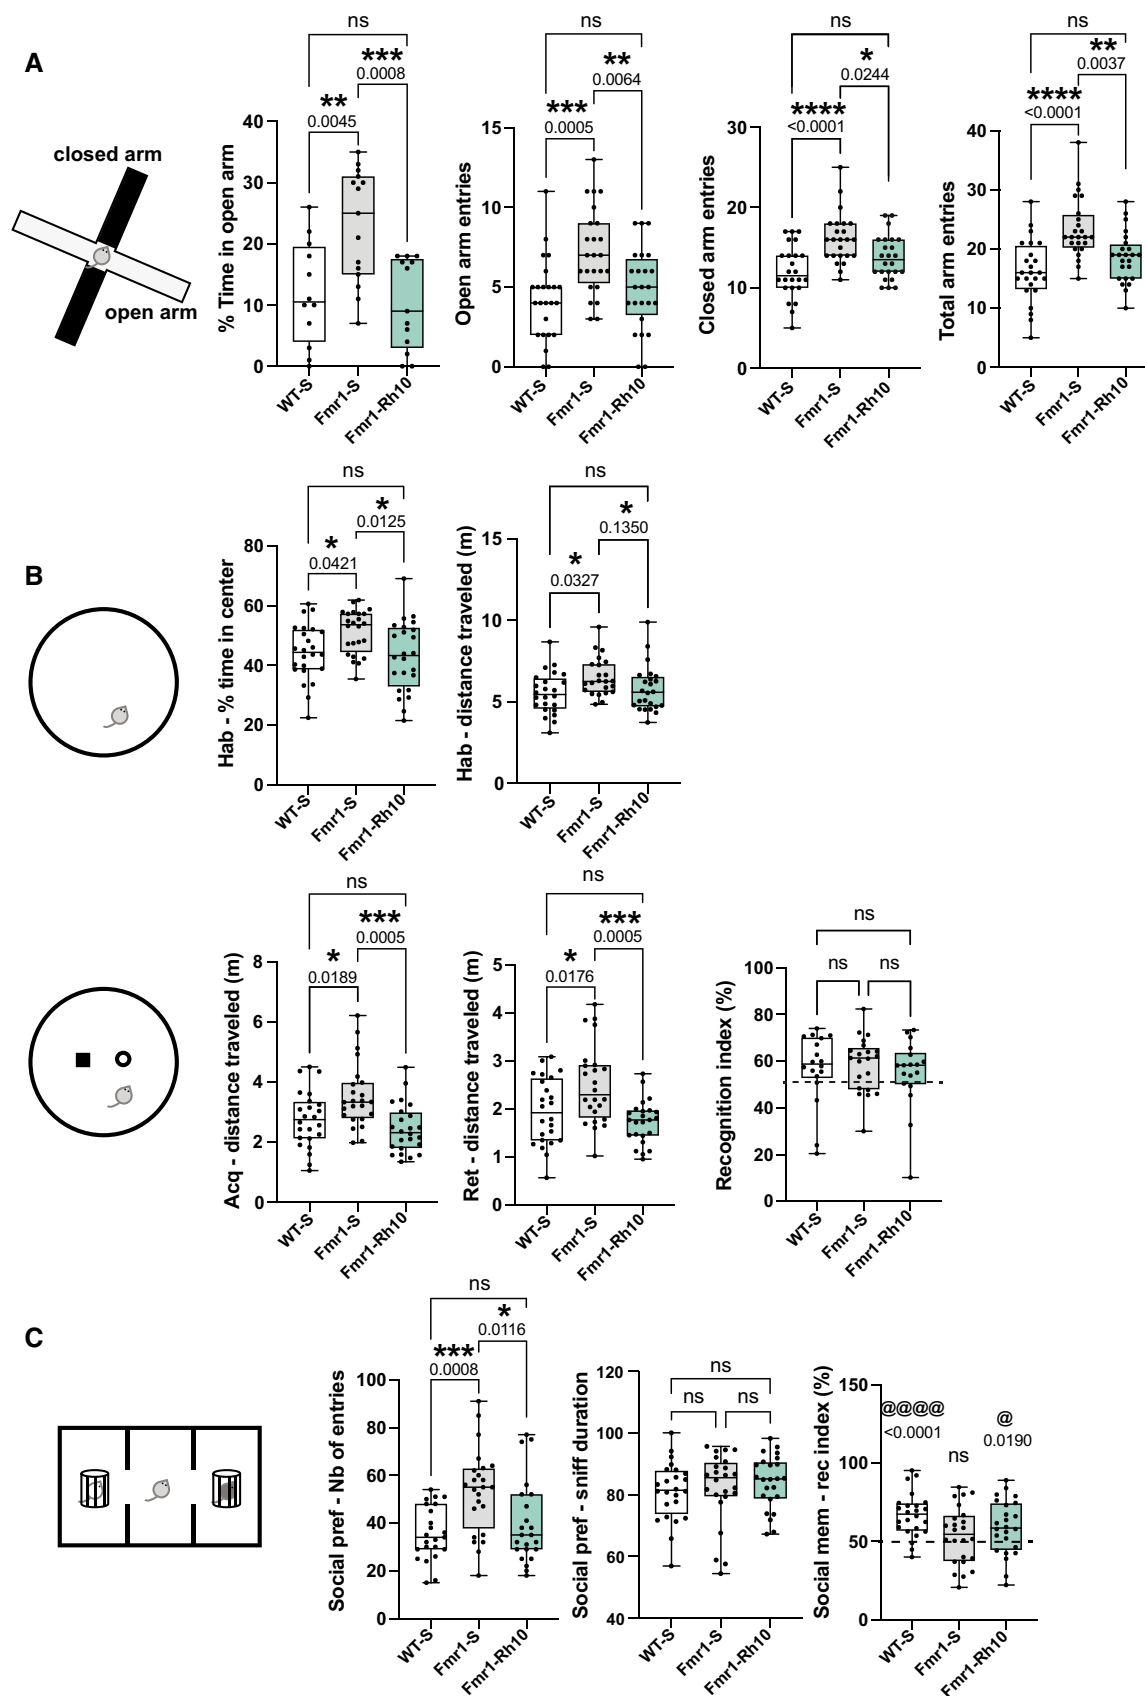 A
closed arm
open arm
ns
***
0.0008
**
0.0045
% Time in open arm
40
30
20
10
0
WT-S
Fmr1-S
Fmr1-Rh10
ns
**
0.0064
***
0.0005
Open arm entries
15
10
5
0
WT-S
Fmr1-S
Fmr1-Rh10
ns
*
0.0244
****
<0.0001
Closed arm entries
30
20
10
0
WT-S
Fmr1-S
Fmr1-Rh10
ns
**
0.0037
****
<0.0001
Total arm entries
40
30
20
10
0
WT-S
Fmr1-S
Fmr1-Rh10
B
ns
*
0.0125
*
0.0421
Hab - % time in center
80
60
40
20
0
WT-S
Fmr1-S
Fmr1-Rh10
ns
*
0.1350
*
0.0327
Hab - distance traveled (m)
15
10
5
0
WT-S
Fmr1-S
Fmr1-Rh10
ns
***
0.0005
*
0.0189
Acq - distance traveled (m)
8
6
4
2
0
WT-S
Fmr1-S
Fmr1-Rh10
ns
***
0.0005
*
0.0176
Ret - distance traveled (m)
5
4
3
2
1
0
WT-S
Fmr1-S
Fmr1-Rh10
ns
ns
ns
Recognition index (%)
100
80
60
40
20
0
WT-S
Fmr1-S
Fmr1-Rh10
C
ns
*
0.0116
***
0.0008
Social pref - Nb of entries
100
80
60
40
20
0
WT-S
Fmr1-S
Fmr1-Rh10
ns
ns
ns
Social pref - sniff duration
120
100
80
60
40
WT-S
Fmr1-S
Fmr1-Rh10
@@@@
<0.0001
ns
@
0.0190
Social mem - rec index (%)
150
100
50
0
WT-S
Fmr1-S
Fmr1-Rh10